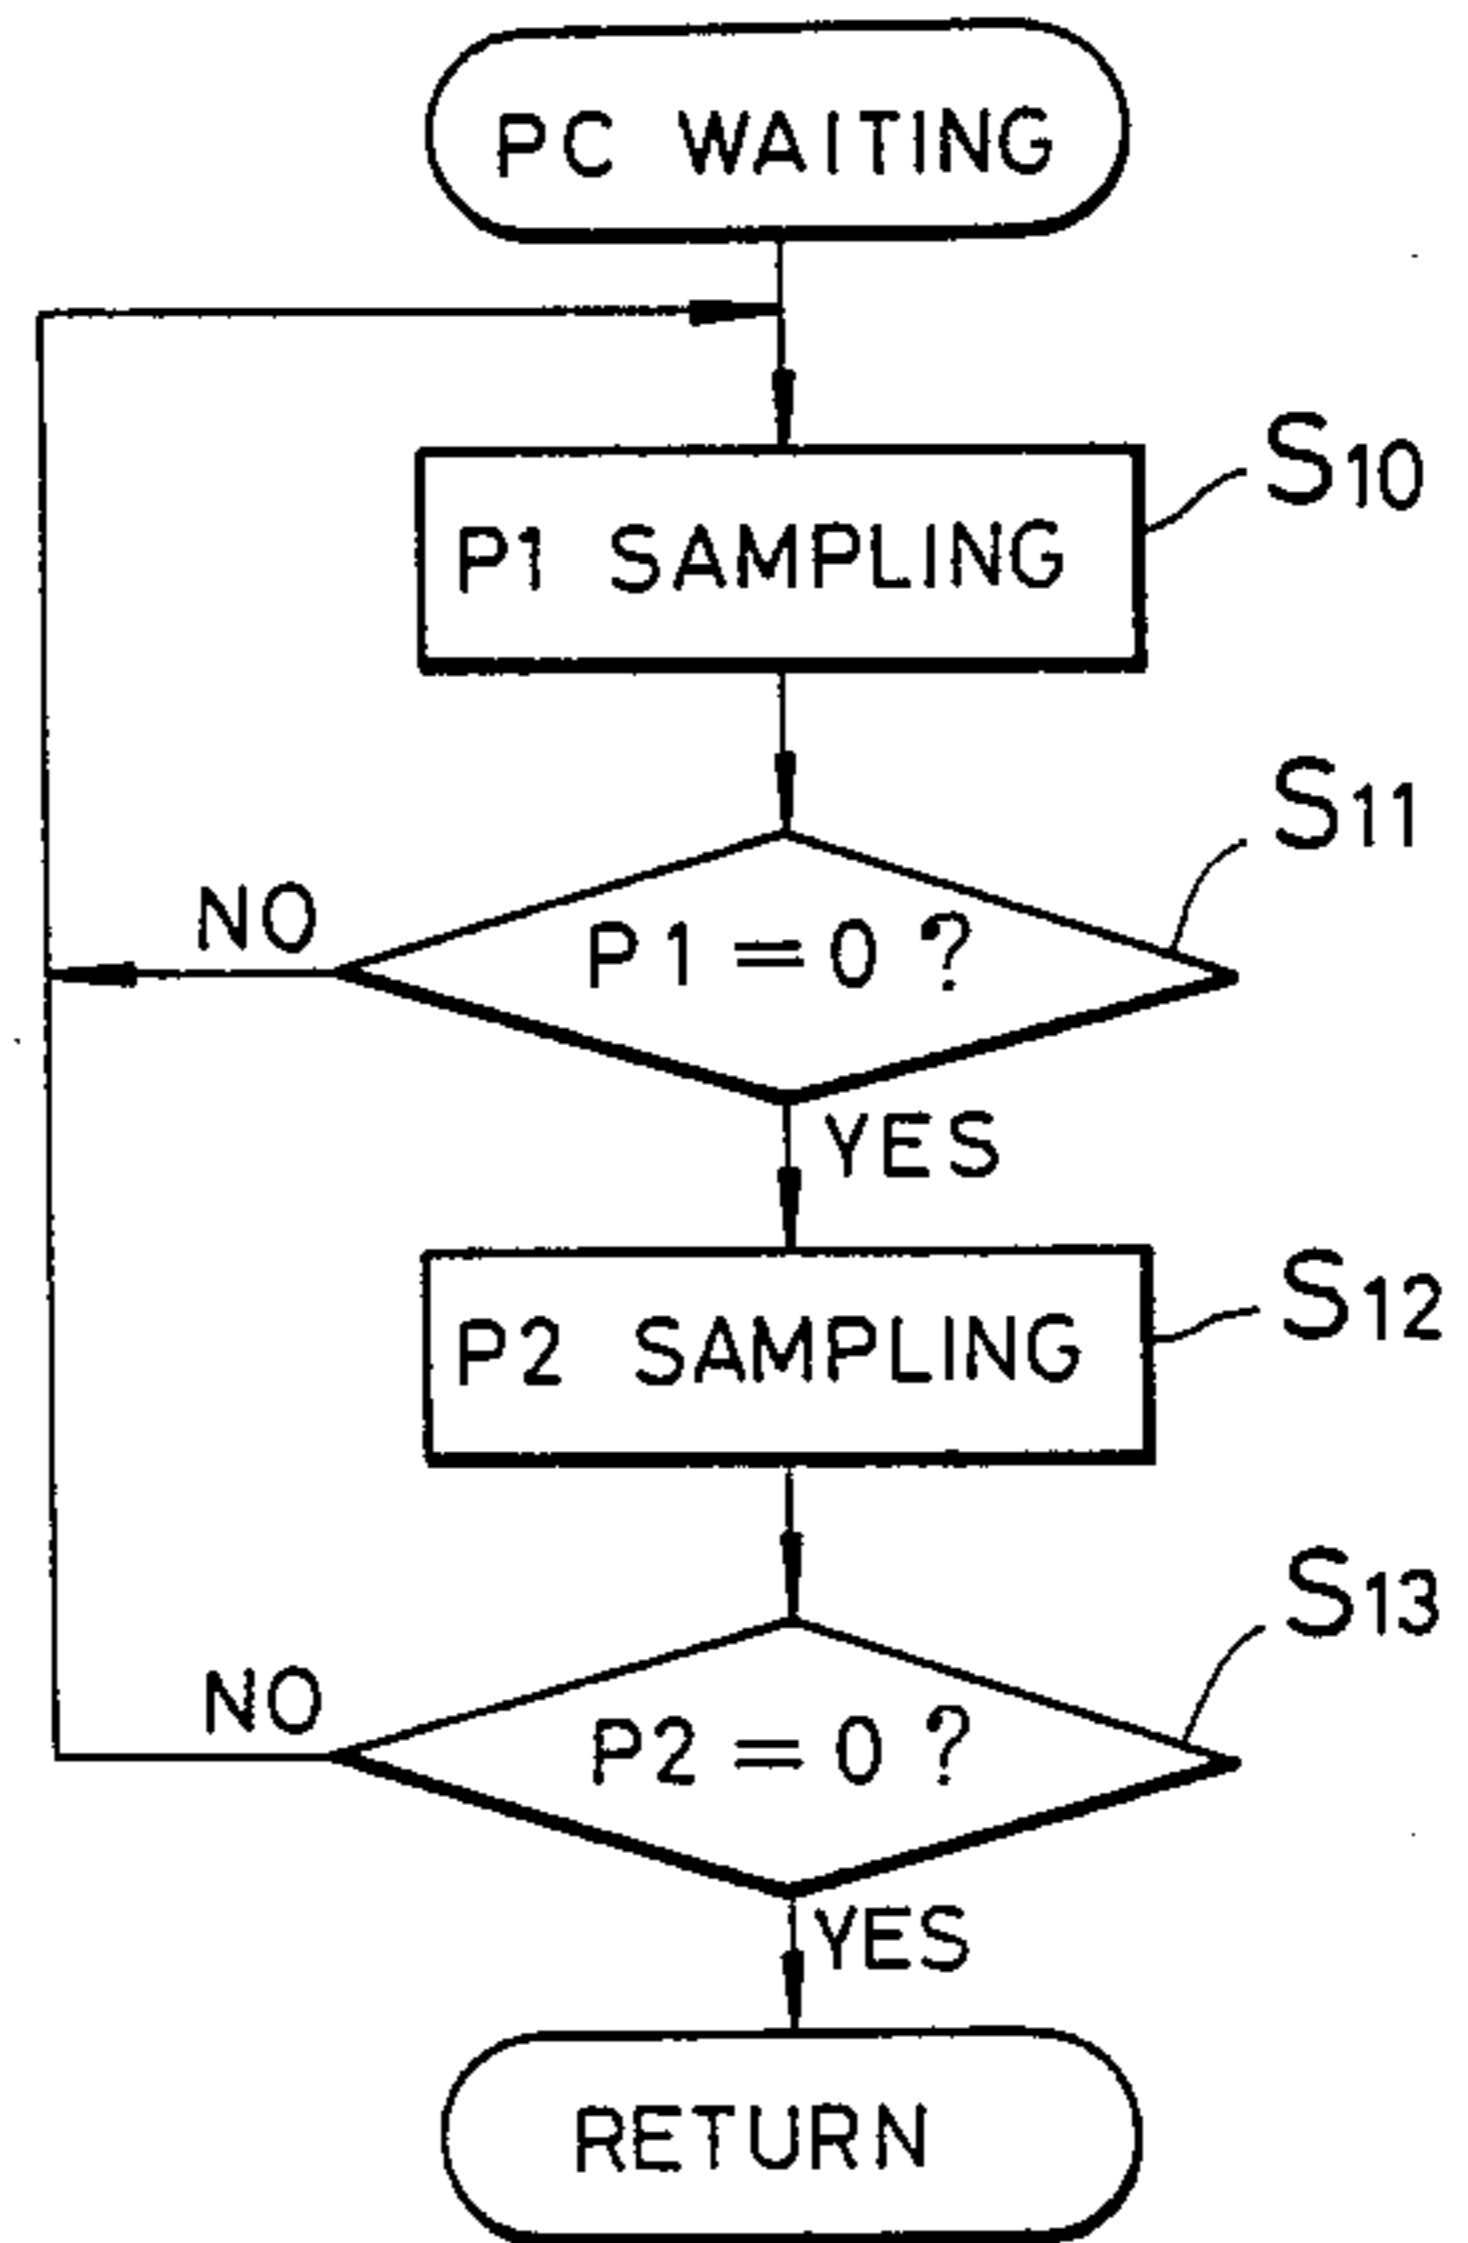 PC WAITING
P1 SAMPLING
S10
S11
NO
P1=0?
YES
P2 SAMPLING
S12
S13
NO
P2=0?
YES
RETURN